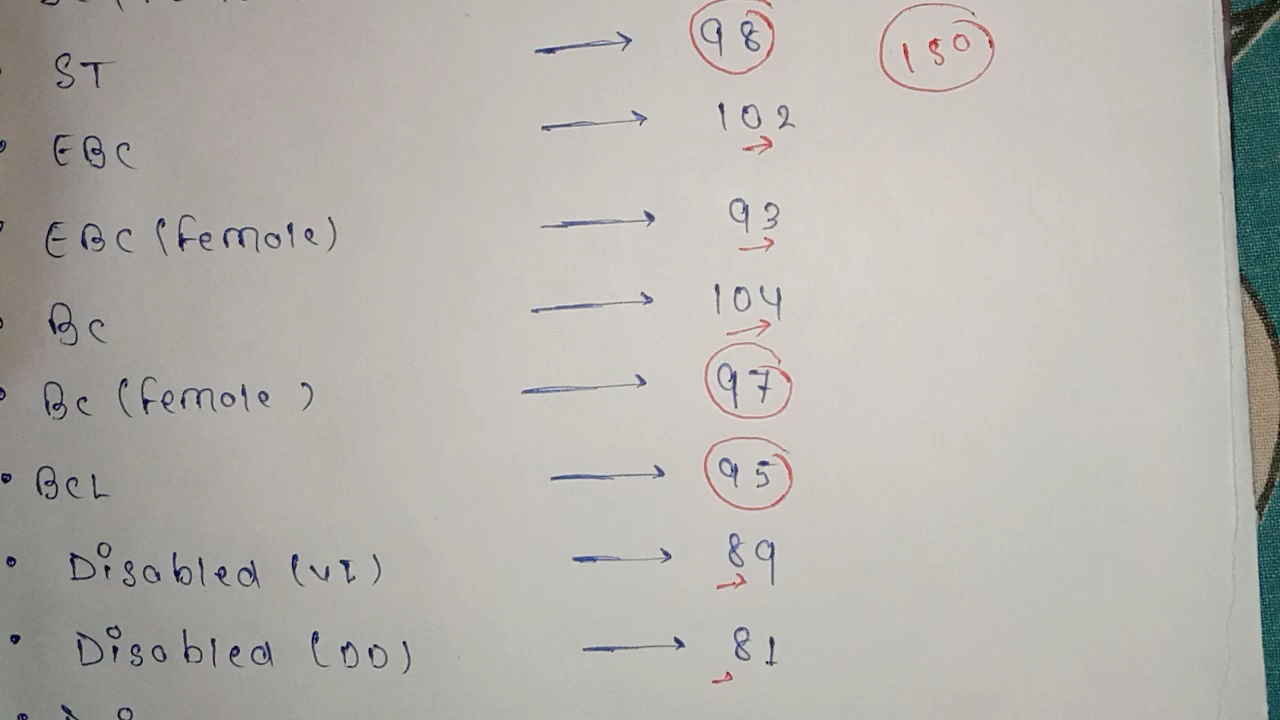 ST → 98 150
• EBC → 102
• EBC (Female) → 93
• BC → 104
• BC (Female) → 97
• BCL → 95
• Disabled (VI) → 89
• Disabled (DD) → 81